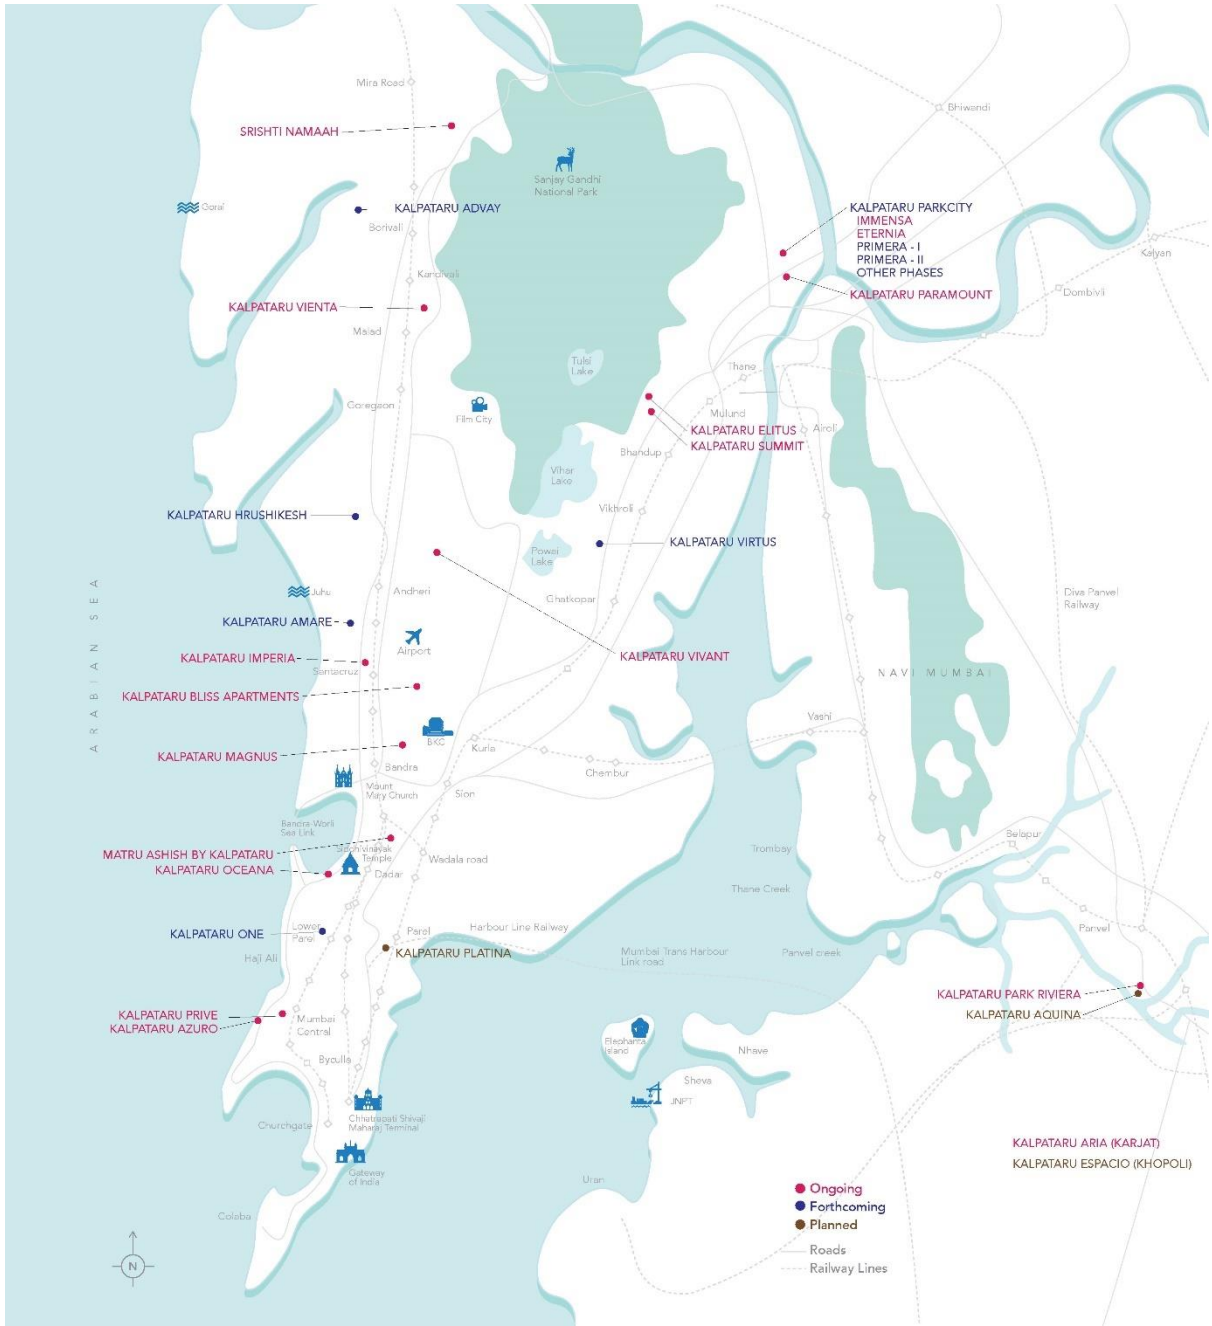 Mira Road
Bhiwandi
SRISHTI NAMAAH
Sanjay Gandhi
National Park
Gorai
KALPATARU ADVAY
Borivali
KALPATARU PARKCITY
IMMENSA
ETERNIA
PRIMERA - I
PRIMERA - II
OTHER PHASES
Kalyan
Kandivali
KALPATARU PARAMOUNT
Dombivli
KALPATARU VIENTA
Malad
Tulsi
Lake
Thane
Goregaon
Film City
Mulund
KALPATARU ELITUS
Airoli
KALPATARU SUMMIT
Bhandup
Vihar
Lake
Vikhroli
KALPATARU HRUSHIKESH
KALPATARU VIRTUS
Powai
Lake
ARABIAN SEA
Juhu
Andheri
Ghatkopar
Diva Panvel
Railway
KALPATARU AMARE
Airport
KALPATARU IMPERIA
Santacruz
KALPATARU VIVANT
NAVI MUMBAI
KALPATARU BLISS APARTMENTS
Vashi
BKC
Kurla
KALPATARU MAGNUS
Bandra
Chembur
Mount
Mary Church
Sion
Bandra-Worli
Sea Link
Belapur
MATRU ASHISH BY KALPATARU
Siddhivinayak
Temple
Wadala road
Trombay
KALPATARU OCEANA
Dadar
Thane Creek
KALPATARU ONE
Lower
Parel
Parel
Harbour Line Railway
Panvel
Haji Ali
KALPATARU PLATINA
Mumbai Trans Harbour
Link road
Panvel creek
KALPATARU PARK RIVIERA
KALPATARU AQUINA
KALPATARU PRIVE
KALPATARU AZURO
Mumbai
Central
Byculla
Elephanta
Island
Nhave
Sheva
JNPT
Churchgate
Chhatrapati Shivaji
Maharaj Terminal
KALPATARU ARIA (KARJAT)
KALPATARU ESPACIO (KHOPOLI)
Gateway
of India
Uran
Colaba
Ongoing
Forthcoming
Planned
Roads
Railway Lines
N